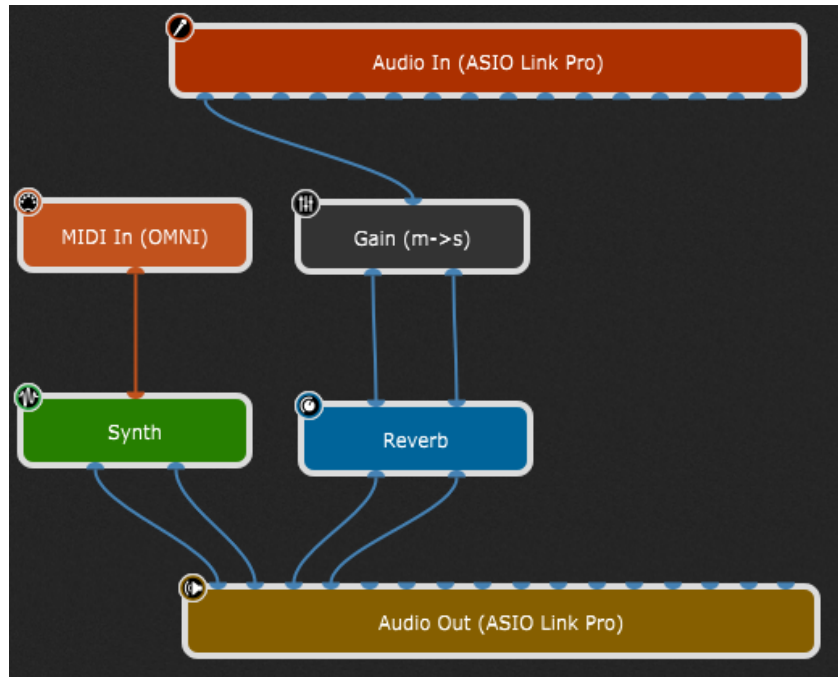 Audio In (ASIO Link Pro)
MIDI In (OMNI)
Gain (m->s)
Synth
Reverb
Audio Out (ASIO Link Pro)